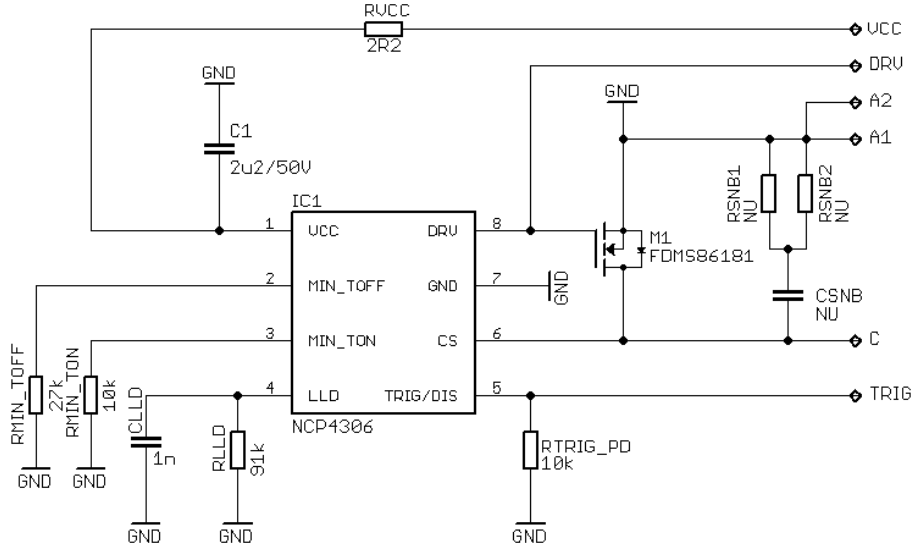 RVCC
2R2
VCC
DRV
GND
GND
A2
A1
C1
2u2/50V
RSNB1
NU
RSNB2
NU
IC1
1
VCC
DRV
8
M1
FDMS86181
2
MIN_TOFF
GND
7
GND
CSNB
NU
3
MIN_TON
CS
6
C
RMIN_TOFF
27k
RMIN_TON
10k
CLLD
1n
4
LLD
TRIG/DIS
5
TRIG
NCP4306
RLLD
91k
RTRIG_PD
10k
GND
GND
GND
GND
GND